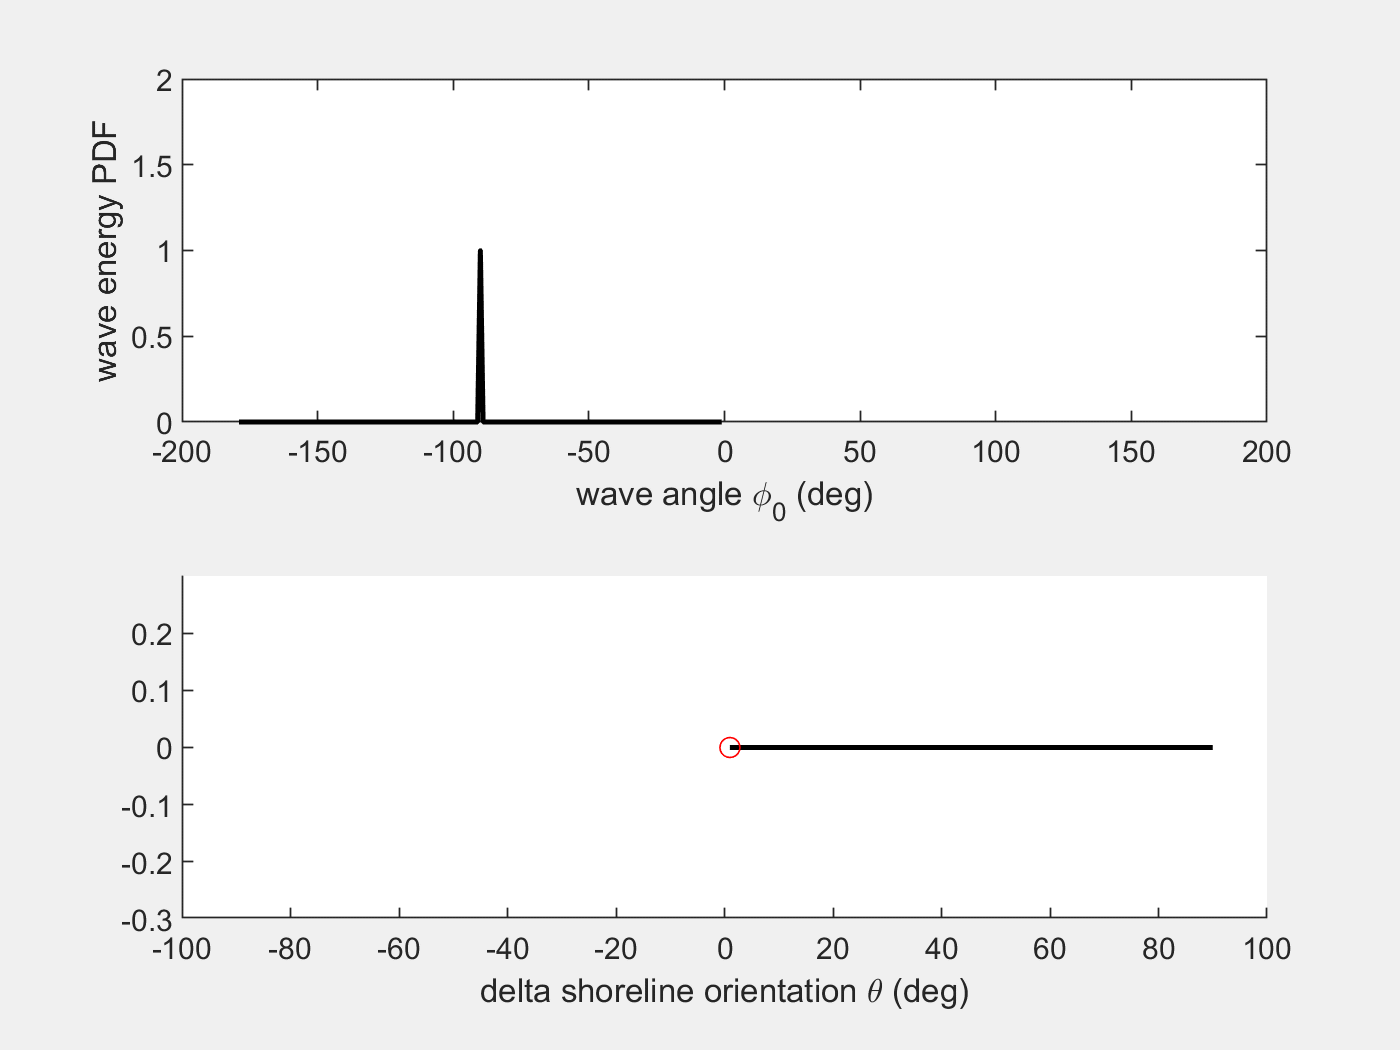 wave energy PDF
2
1.5
1
0.5
0
-200 -150 -100 -50 0 50 100 150 200
wave angle ϕ0 (deg)
0.2
0.1
0
-0.1
-0.2
-0.3
-100 -80 -60 -40 -20 0 20 40 60 80 100
delta shoreline orientation θ (deg)